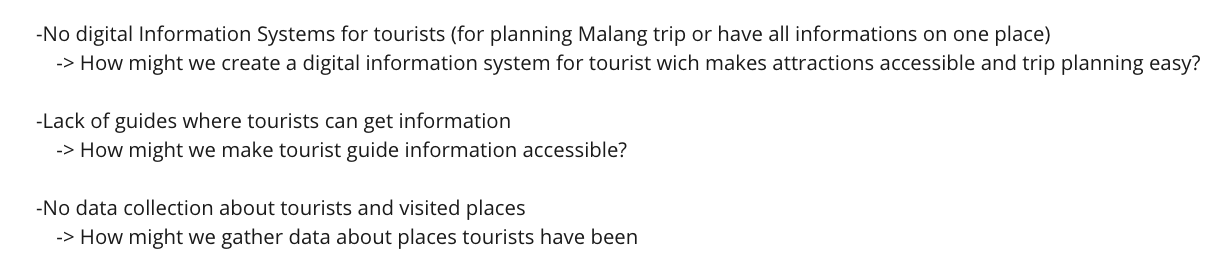 -No digital Information Systems for tourists (for planning Malang trip or have all informations on one place)
-> How might we create a digital information system for tourist wich makes attractions accessible and trip planning easy?
-Lack of guides where tourists can get information
-> How might we make tourist guide information accessible?
-No data collection about tourists and visited places
-> How might we gather data about places tourists have been